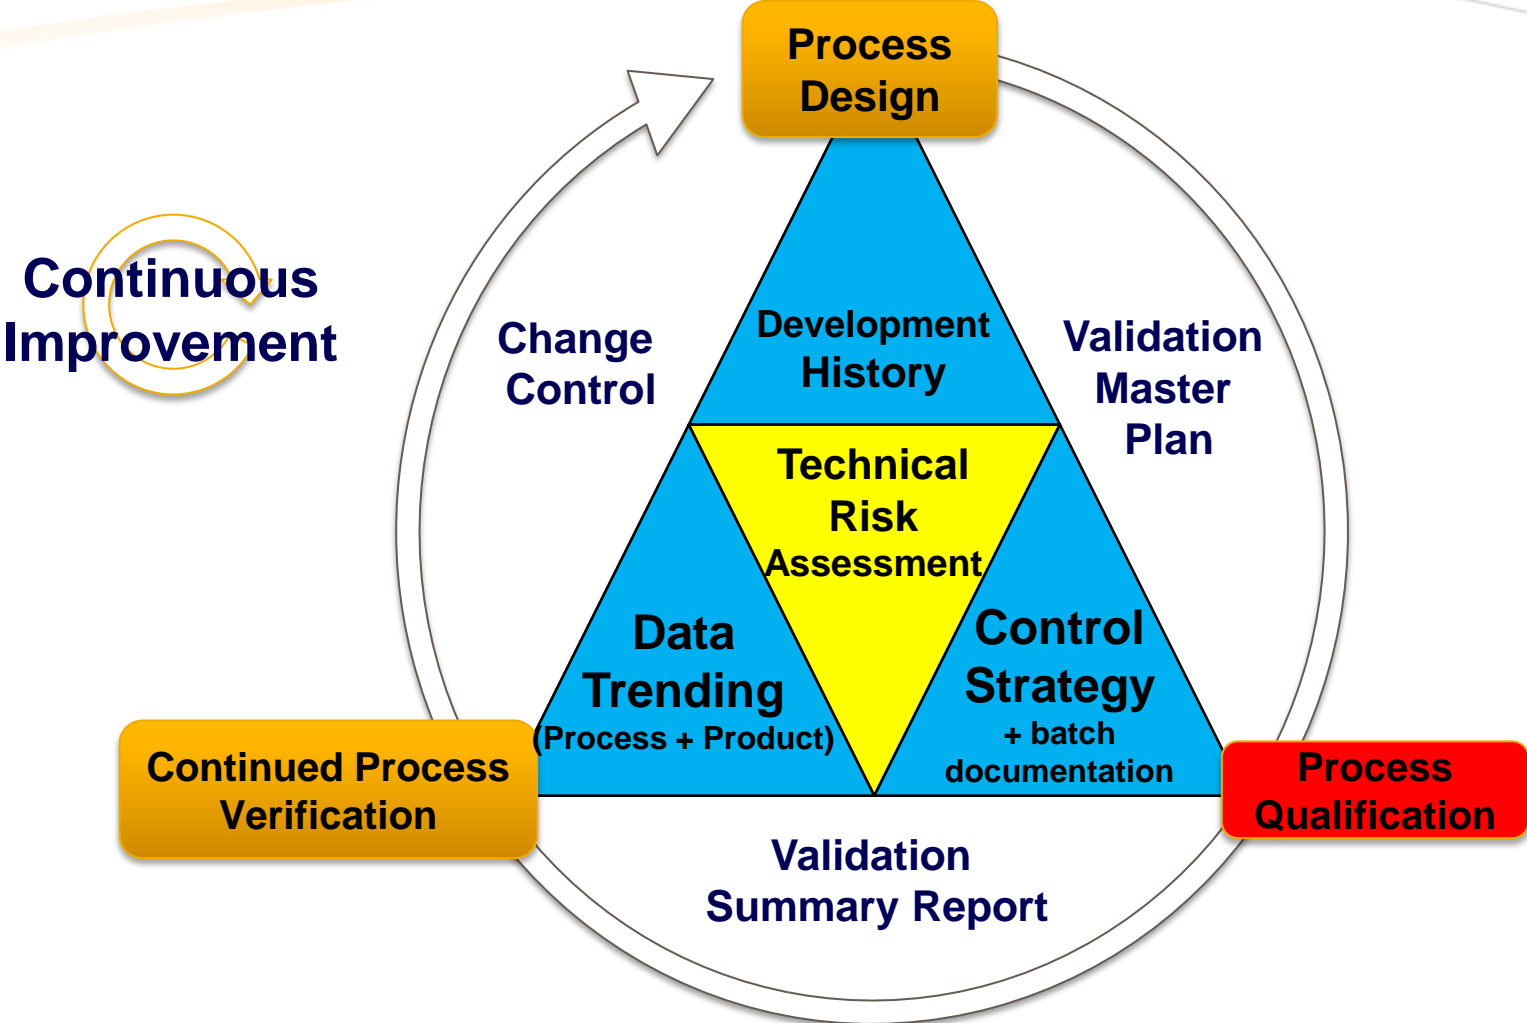 Process
Design
Continuous
Improvement
Change
Control
Development
History
Validation
Master
Plan
Technical
Risk
Assessment
Data
Trending
(Process + Product)
Control
Strategy
+ batch
documentation
Continued Process
Verification
Process
Qualification
Validation
Summary Report